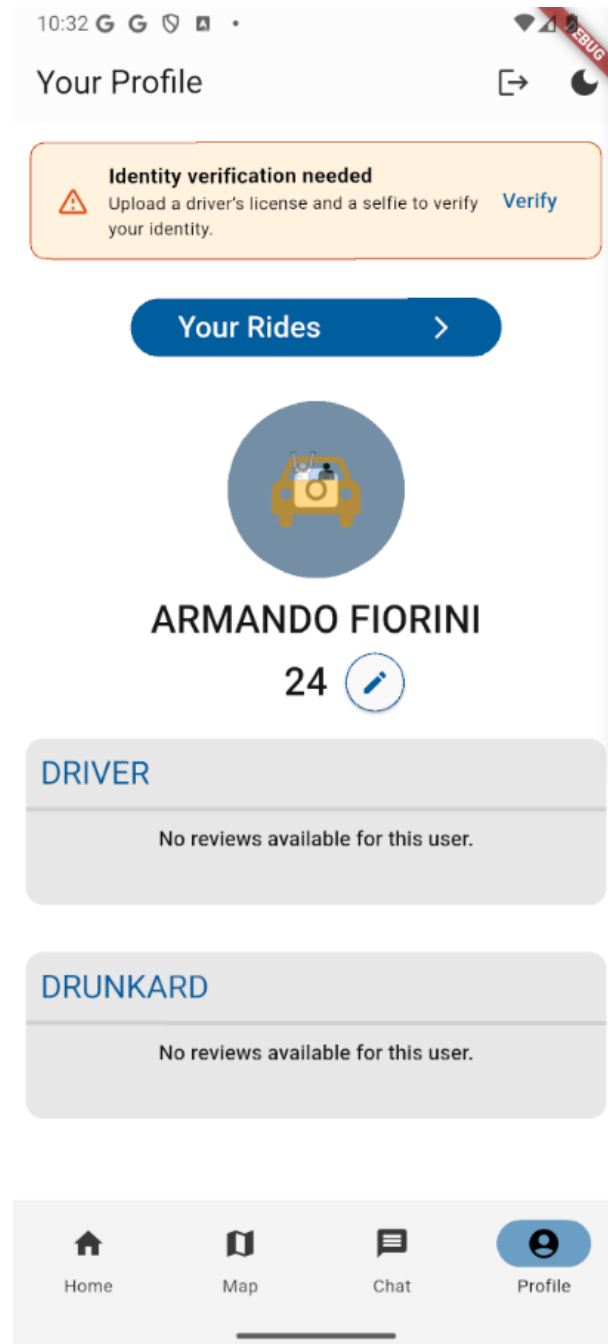 10:32 G G
DEBUG
Your Profile
Identity verification needed
Upload a driver's license and a selfie to verify your identity.
Verify
Your Rides
ARMANDO FIORINI
24
DRIVER
No reviews available for this user.
DRUNKARD
No reviews available for this user.
Home
Map
Chat
Profile